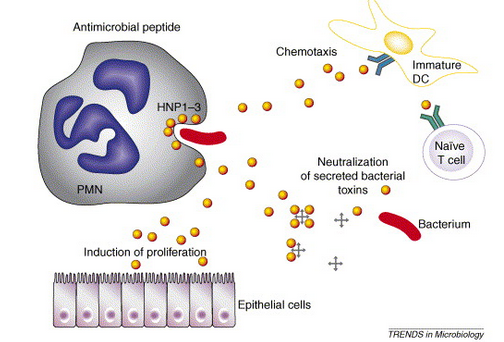 Antimicrobial peptide
Chemotaxis
Immature
DC
HNP1–3
Naïve
T cell
Neutralization
of secreted bacterial
toxins
PMN
Bacterium
Induction of proliferation
Epithelial cells
TRENDS in Microbiology